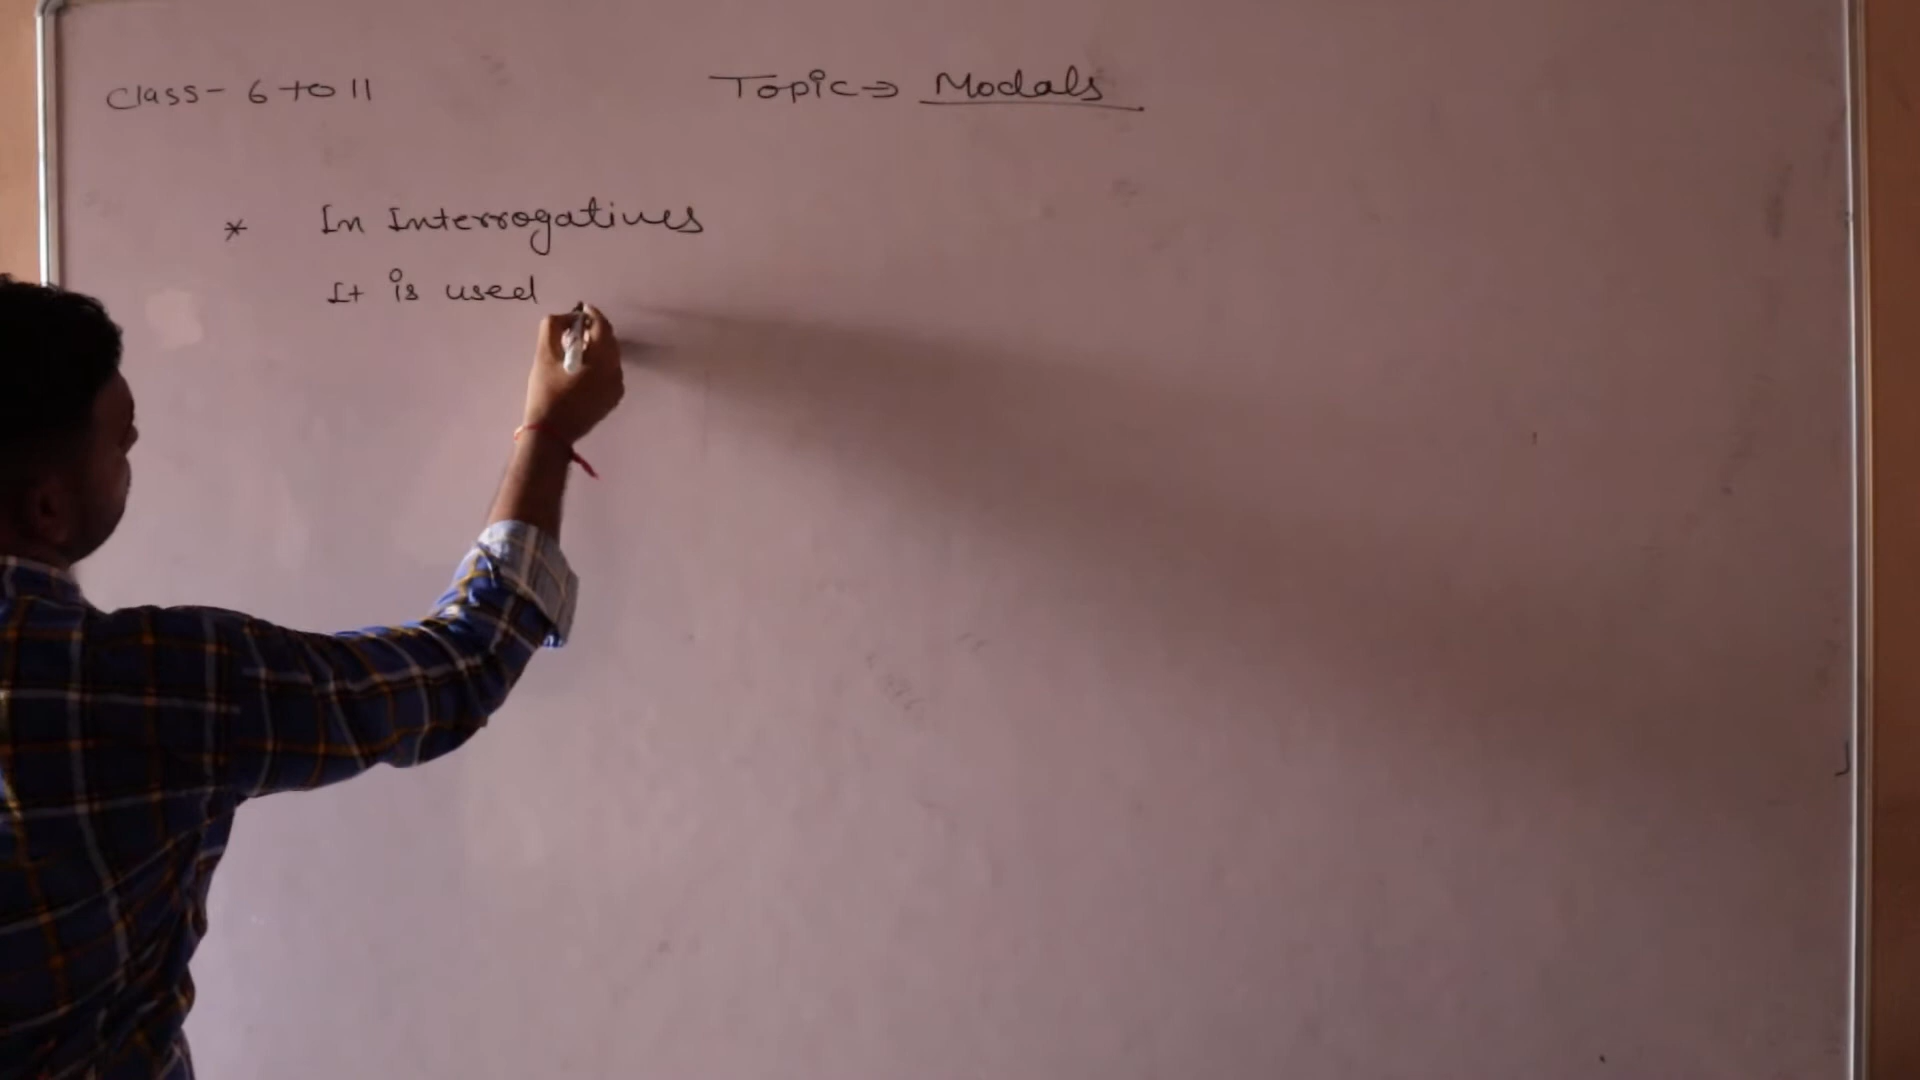 Class - 6 to 11
Topic → Modals
* In Interrogatives
It is used